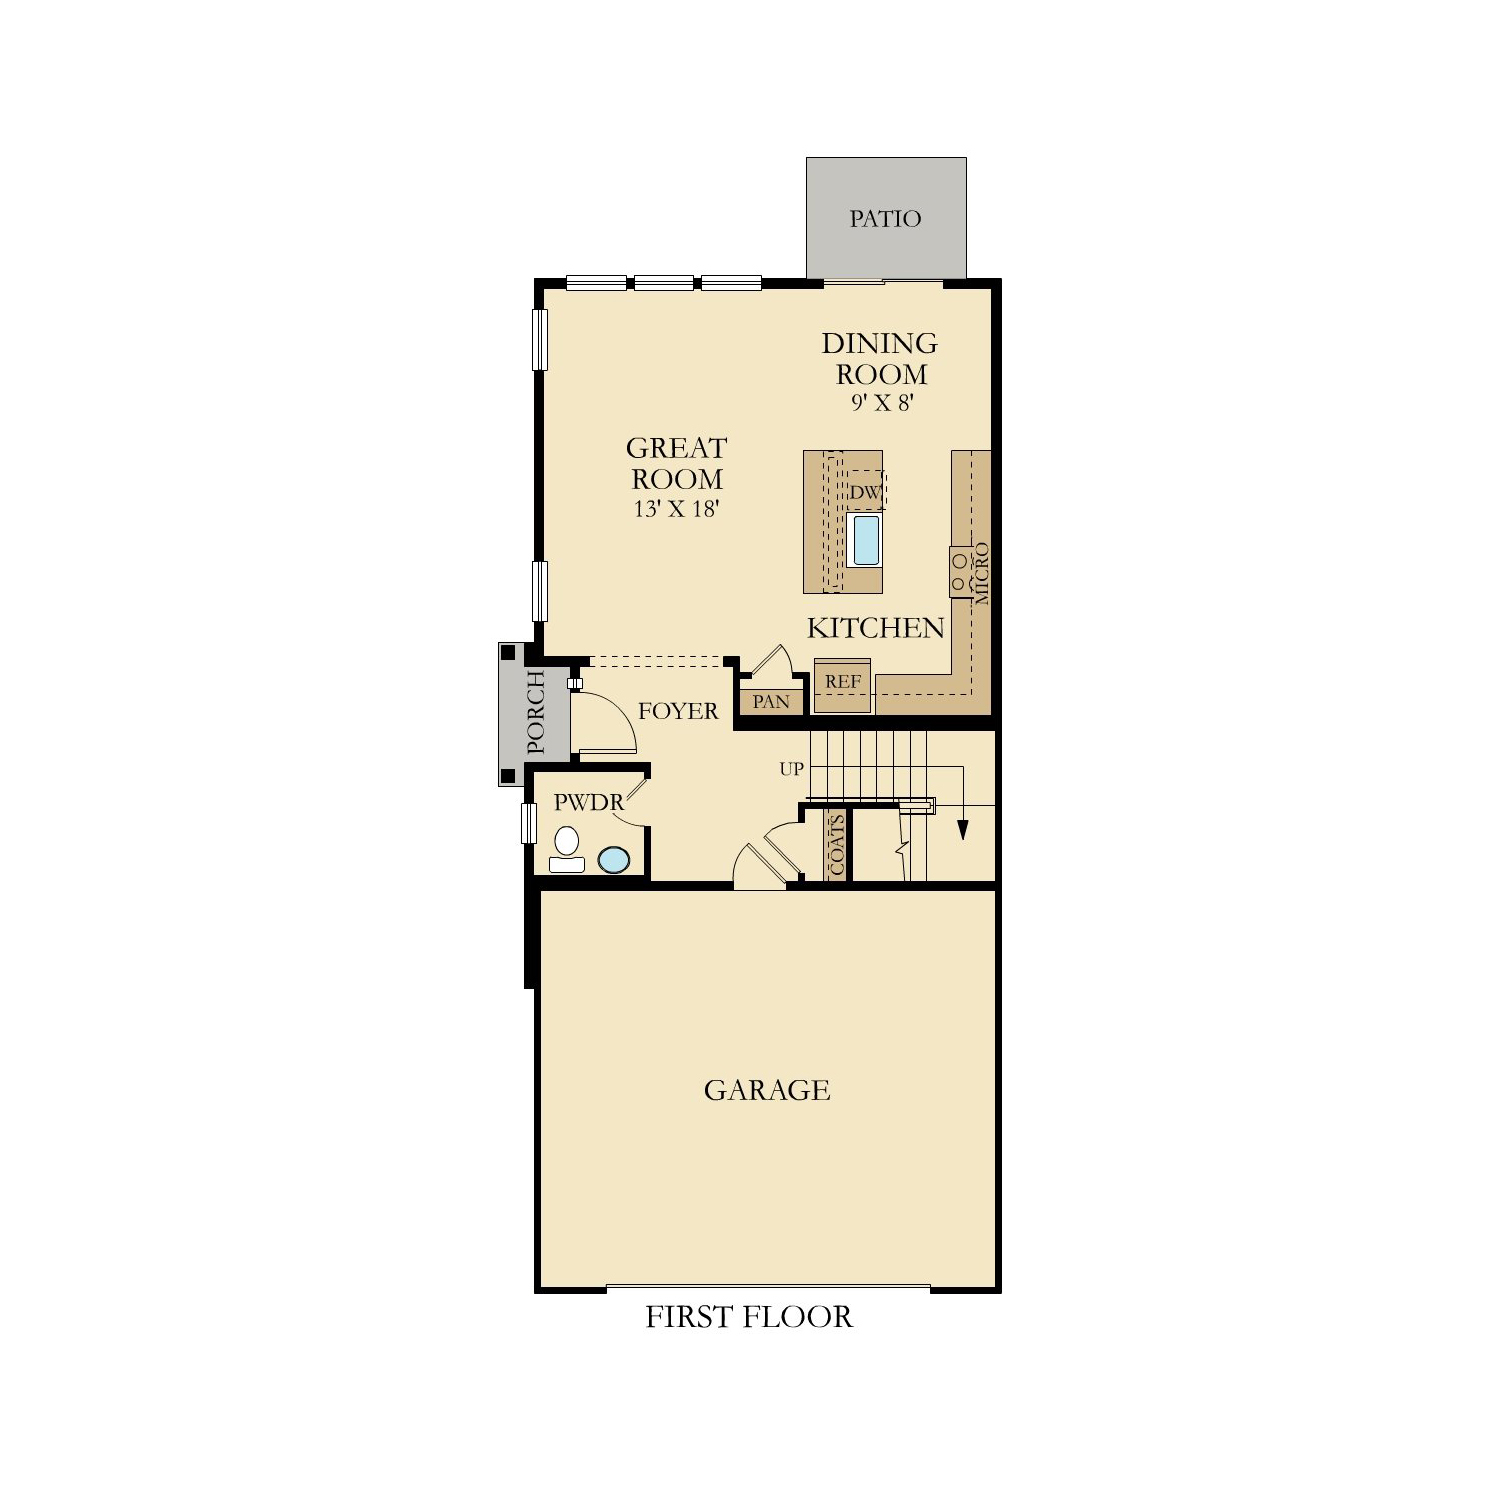 PATIO
DINING
ROOM
9' X 8'
GREAT
ROOM
13' X 18'
DW
MICRO
KITCHEN
REF
PAN
PORCH
FOYER
UP
PWDR
COATS
GARAGE
FIRST FLOOR